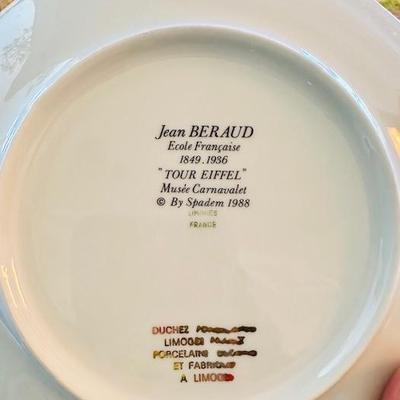 Jean BERAUD
Ecole Française
1849.1936
"TOUR EIFFEL"
Musée Carnavalet
© By Spadem 1988
LIMOGES
FRANCE
DUCHEZ
LIMOGES
PORCELAINE
ET FABRIQUÉ
A LIMOGES